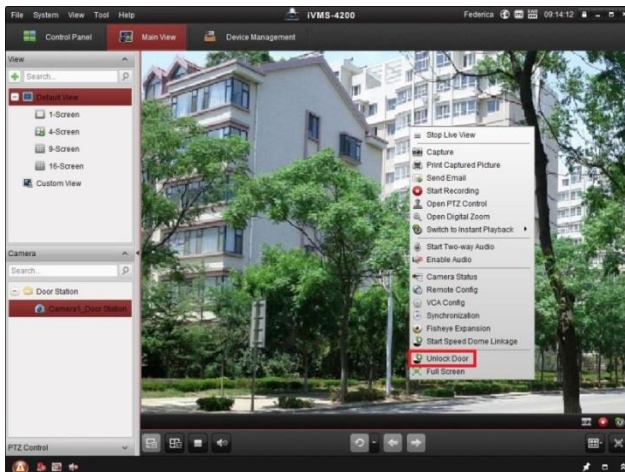 File System View Tool Help
iVMS-4200
Federica
09:14:12
Control Panel
Main View
Device Management
View
Search...
Default View
1-Screen
4-Screen
9-Screen
16-Screen
Custom View
Camera
Search...
Door Station
Camera1_Door Station
PTZ Control
Stop Live View
Capture
Print Captured Picture
Send Email
Start Recording
Open PTZ Control
Open Digital Zoom
Switch to Instant Playback
Start Two-way Audio
Enable Audio
Camera Status
Remote Config
VCA Config
Synchronization
Fisheye Expansion
Start Speed Dome Linkage
Unlock Door
Full Screen